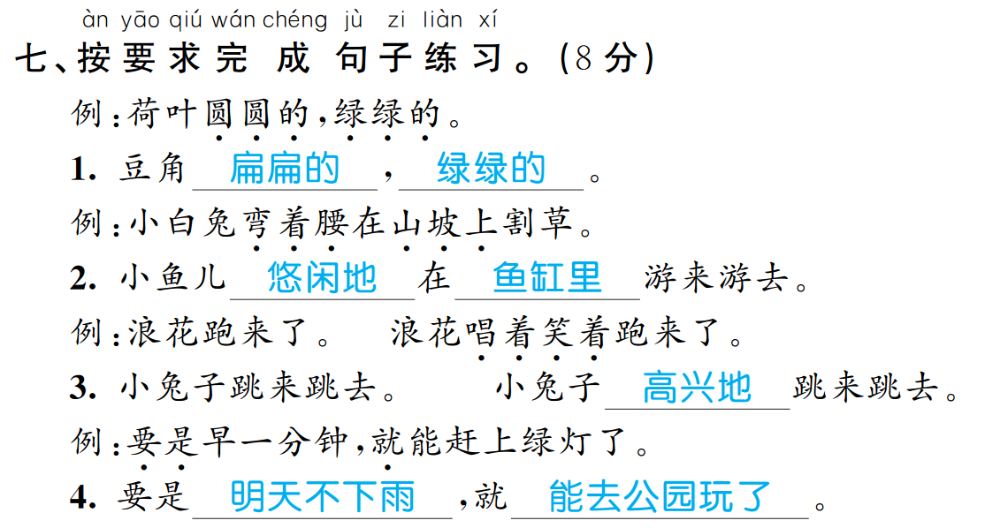 àn yāo qiú wán chéng jù zi liàn xí
七、按要求完成句子练习。(8分)
例:荷叶圆圆的,绿绿的。
1. 豆角扁扁的,绿绿的。
例:小白兔弯着腰在山坡上割草。
2. 小鱼儿悠闲地在鱼缸里游来游去。
例:浪花跑来了。 浪花唱着笑着跑来了。
3. 小兔子跳来跳去。 小兔子高兴地跳来跳去。
例:要是早一分钟,就能赶上绿灯了。
4. 要是明天不下雨,就能去公园玩了。